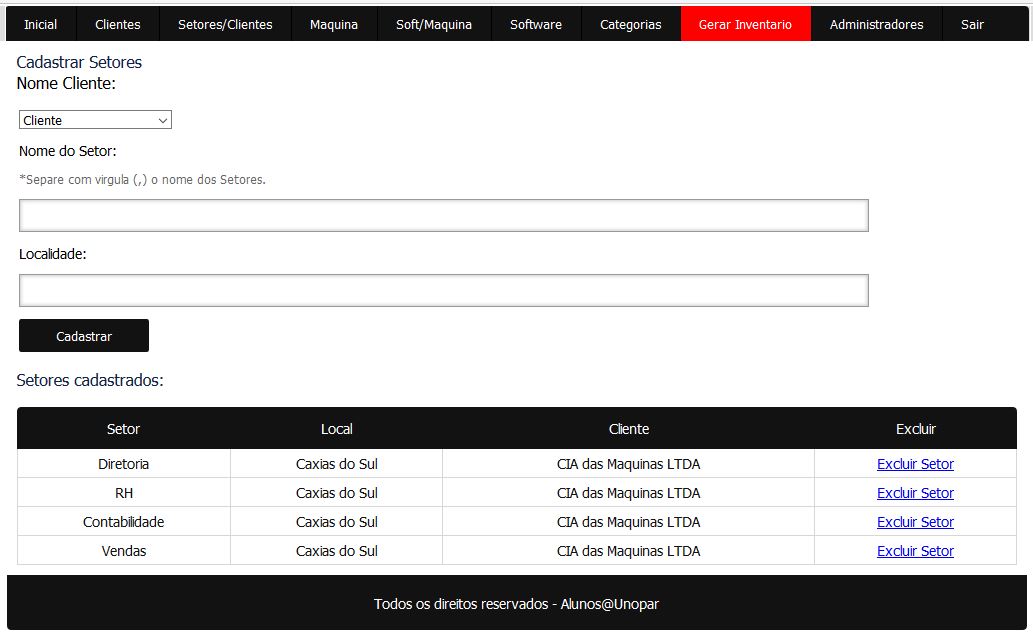 Inicial Clientes Setores/Clientes Maquina Soft/Maquina Software Categorias Gerar Inventario Administradores Sair
Cadastrar Setores
Nome Cliente:
Cliente
Nome do Setor:
*Separe com virgula (,) o nome dos Setores.
Localidade:
Cadastrar
Setores cadastrados:
Setor Local Cliente Excluir
Diretoria Caxias do Sul CIA das Maquinas LTDA Excluir Setor
RH Caxias do Sul CIA das Maquinas LTDA Excluir Setor
Contabilidade Caxias do Sul CIA das Maquinas LTDA Excluir Setor
Vendas Caxias do Sul CIA das Maquinas LTDA Excluir Setor
Todos os direitos reservados - Alunos@Unopar